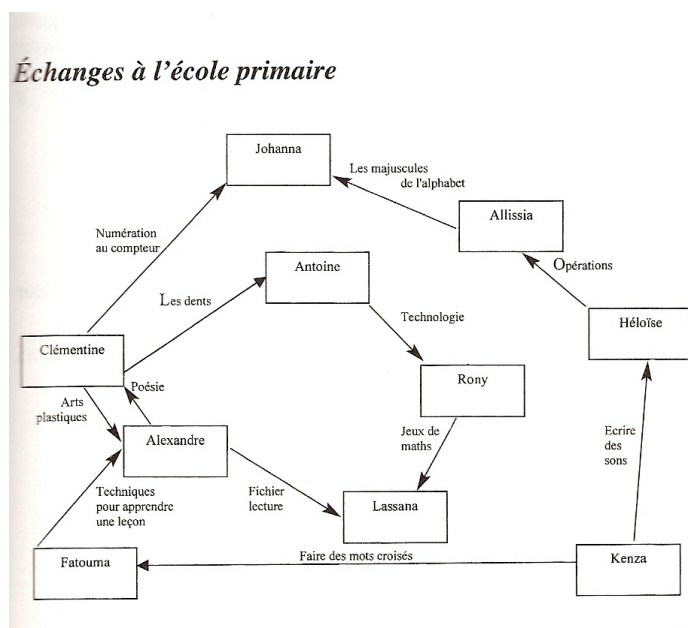 Échanges à l'école primaire
Johanna
Les majuscules
de l'alphabet
Allissia
Numération
au compteur
Antoine
Opérations
Les dents
Technologie
Héloïse
Clémentine
Rony
Poésie
Arts
plastiques
Alexandre
Jeux de
maths
Ecrire
des
sons
Techniques
pour apprendre
une leçon
Fichier
lecture
Lassana
Fatouma
Faire des mots croisés
Kenza